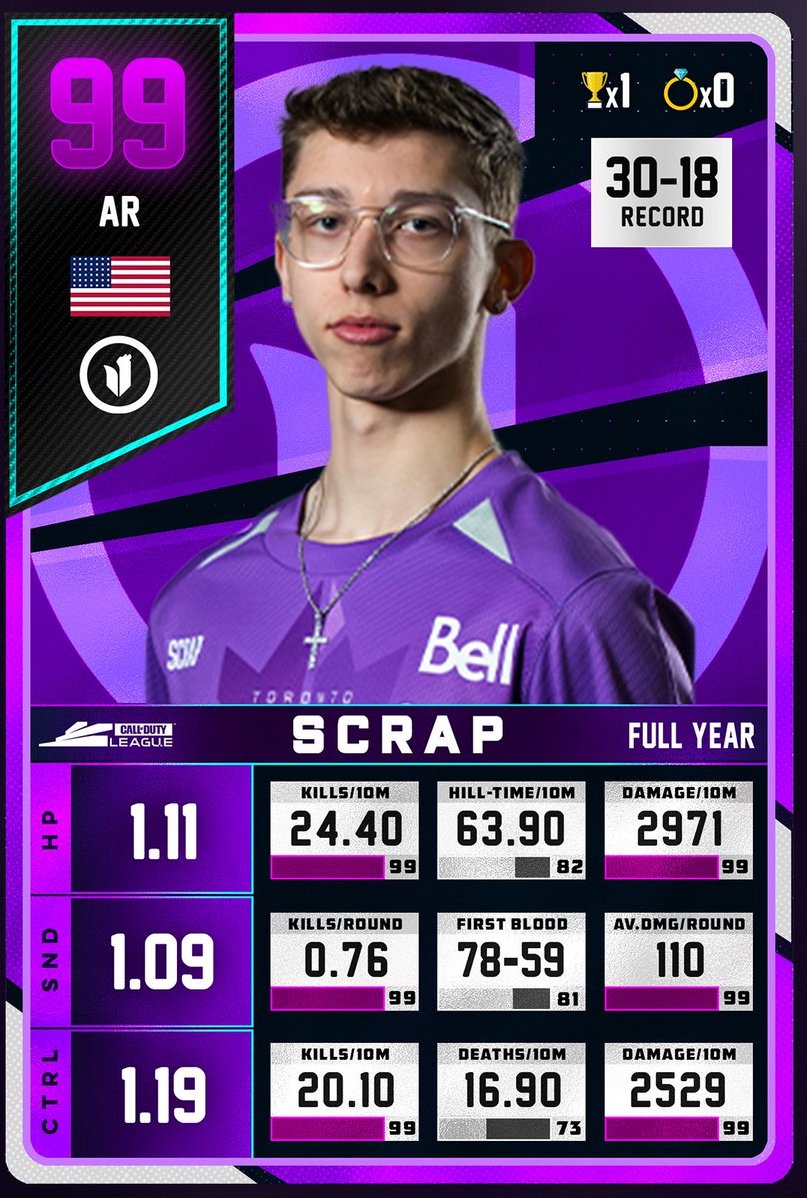 99
AR
x1 x0
30-18
RECORD
SCUF
Bell
TORONTO
CALL OF DUTY
LEAGUE
SCRAP
FULL YEAR
HP
1.11
KILLS/10M
24.40
99
HILL-TIME/10M
63.90
82
DAMAGE/10M
2971
99
SND
1.09
KILLS/ROUND
0.76
99
FIRST BLOOD
78-59
81
AV.DMG/ROUND
110
99
CTRL
1.19
KILLS/10M
20.10
99
DEATHS/10M
16.90
73
DAMAGE/10M
2529
99